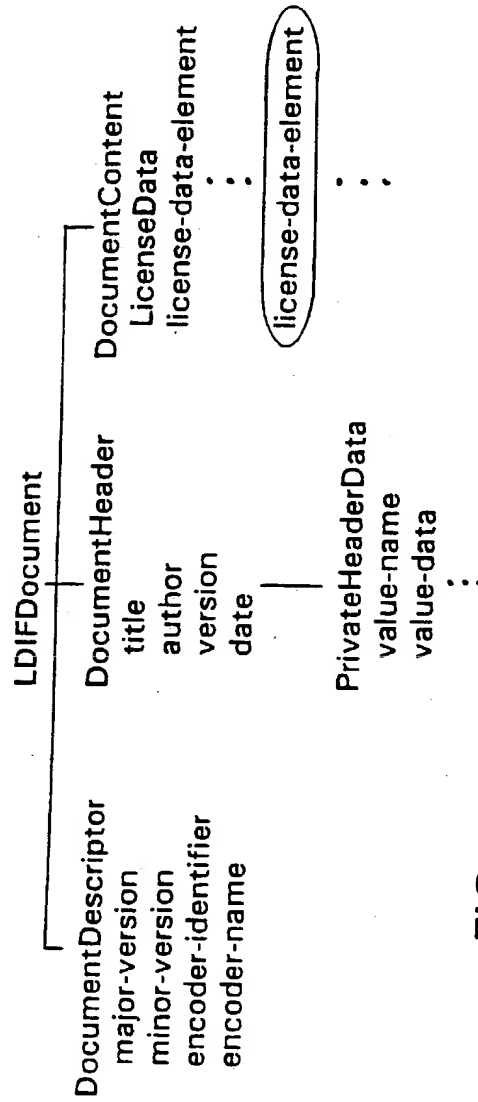 LDIFDocument
DocumentDescriptor
major-version
minor-version
encoder-identifier
encoder-name
DocumentHeader
title
author
version
date
PrivateHeaderData
value-name
value-data
⋮
DocumentContent
LicenseData
license-data-element
⋮
license-data-element
⋮